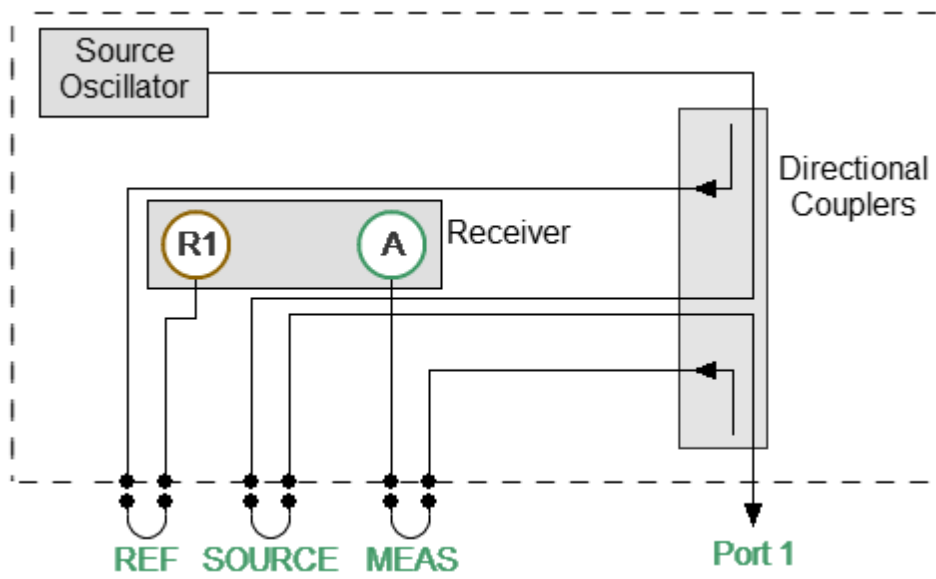 Source
Oscillator
Directional
Couplers
R1
A
Receiver
REF
SOURCE
MEAS
Port 1